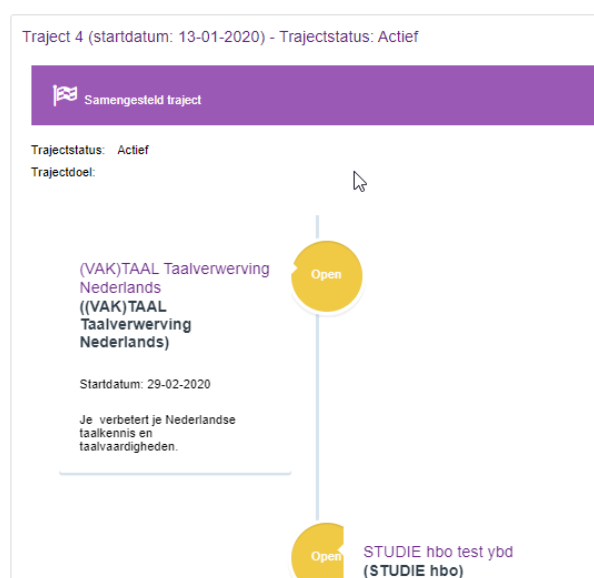 Traject 4 (startdatum: 13-01-2020) - Trajectstatus: Actief
Samengesteld traject
Trajectstatus: Actief
Trajectdoel:
Open
(VAK)TAAL Taalverwerving
Nederlands
((VAK)TAAL
Taalverwerving
Nederlands)
Startdatum: 29-02-2020
Je verbetert je Nederlandse
taalkennis en
taalvaardigheden.
Open
STUDIE hbo test ybd
(STUDIE hbo)